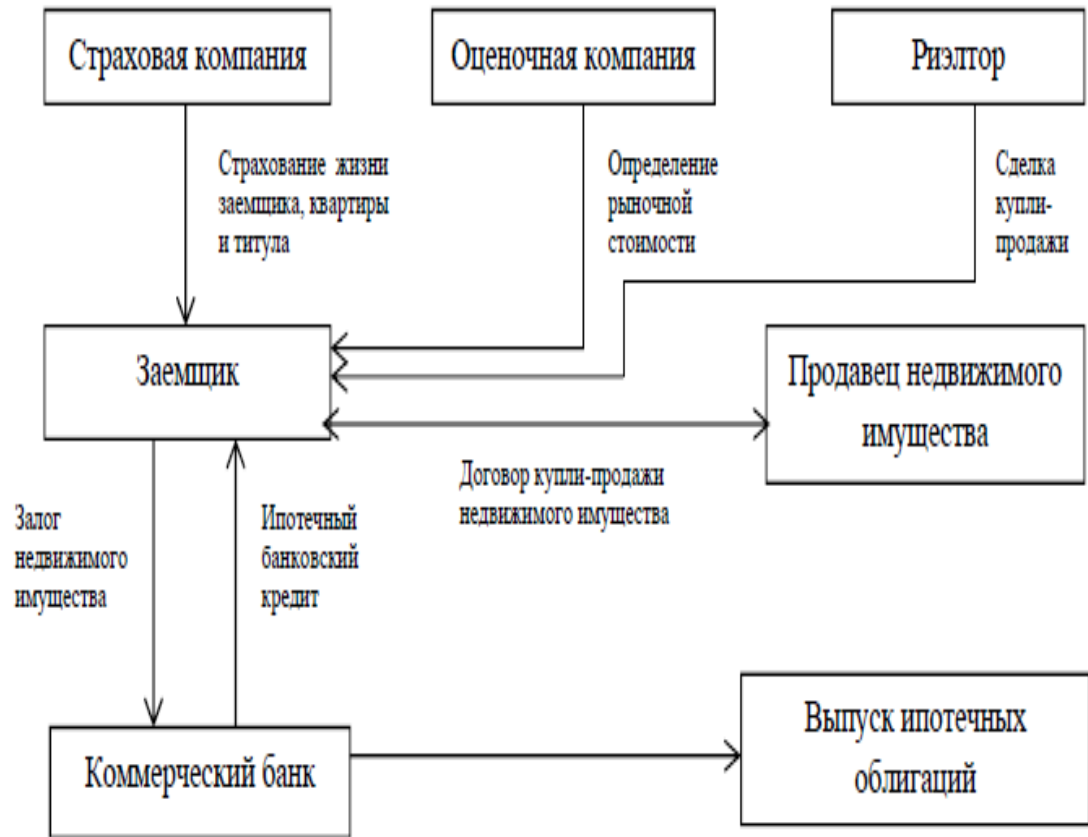 Страховая компания
Оценочная компания
Риэлтор
Страхование жизни
заемщика, квартиры
и титула
Определение
рыночной
стоимости
Сделка
купли-
продажи
Заемщик
Продавец недвижимого
имущества
Договор купли-продажи
недвижимого имущества
Залог
недвижимого
имущества
Ипотечный
банковский
кредит
Коммерческий банк
Выпуск ипотечных
облигаций